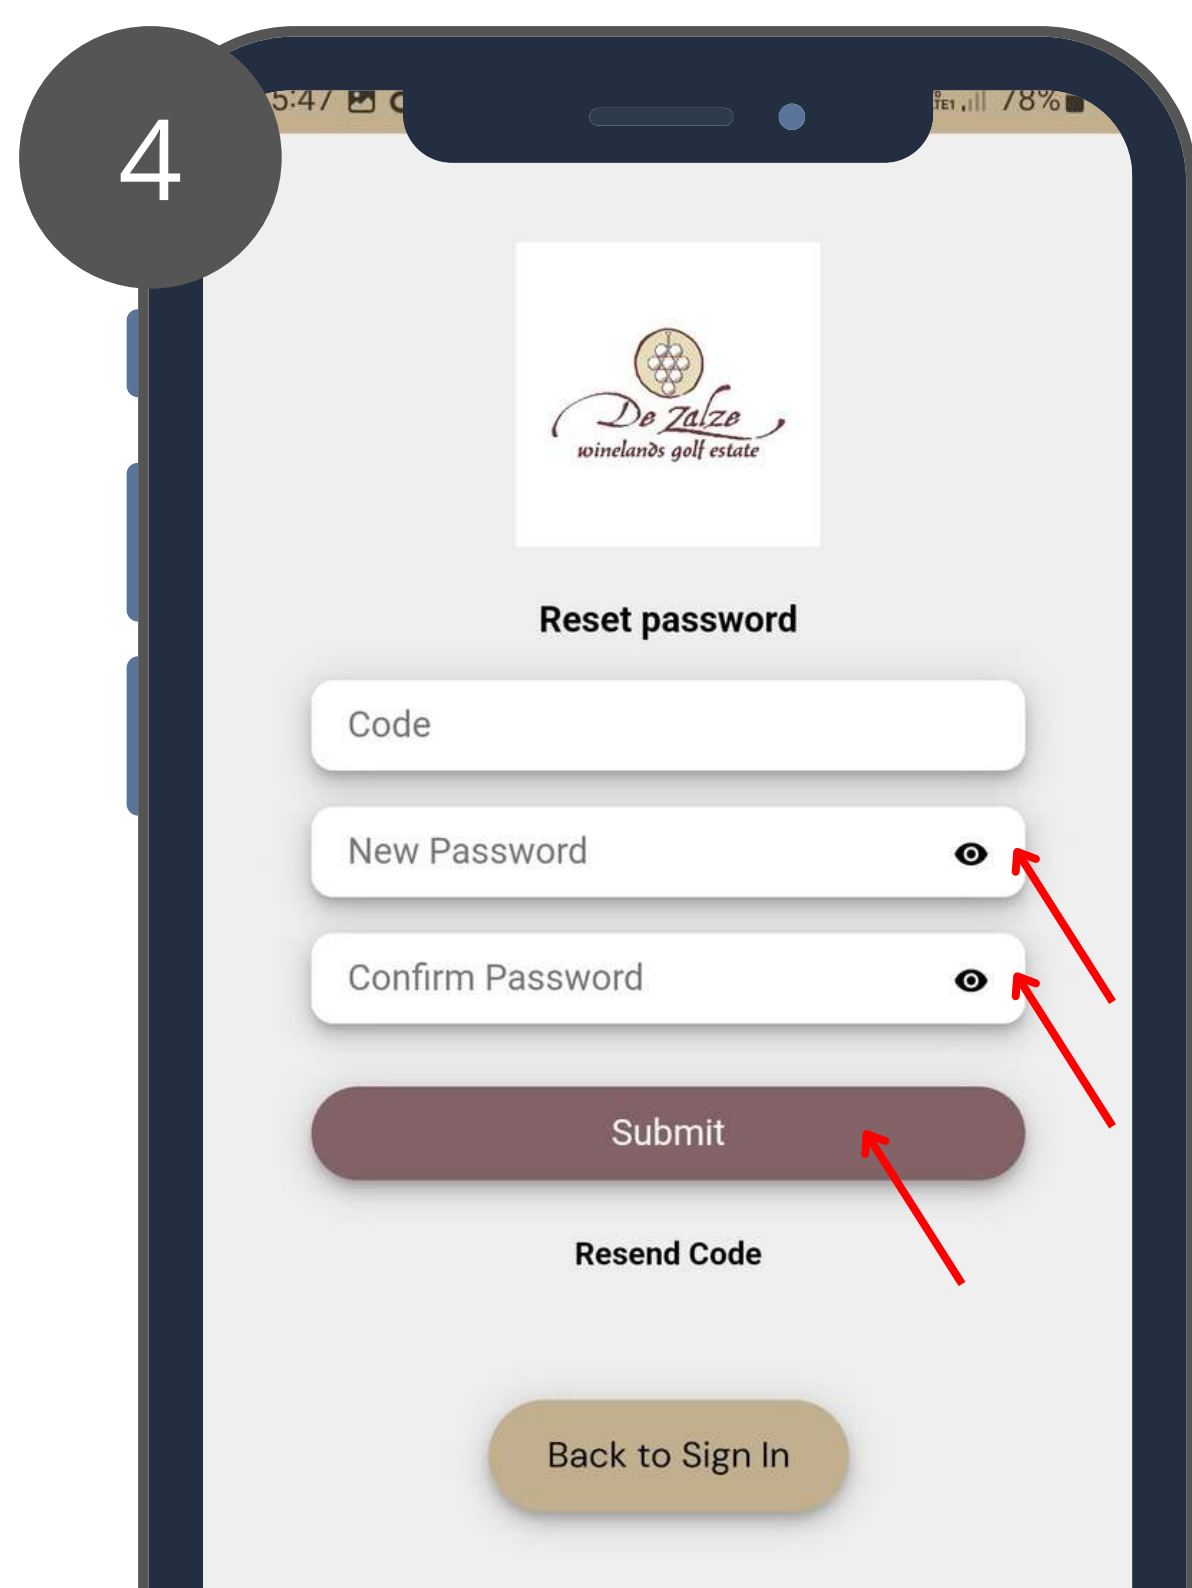 4
5:47
78%
De Zalze
winelands golf estate
Reset password
Code
New Password
Confirm Password
Submit
Resend Code
Back to Sign In